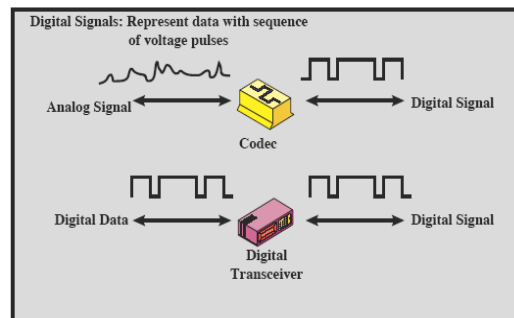 Digital Signals: Represent data with sequence
of voltage pulses
Analog Signal
Digital Signal
Codec
Digital Data
Digital Signal
Digital
Transceiver